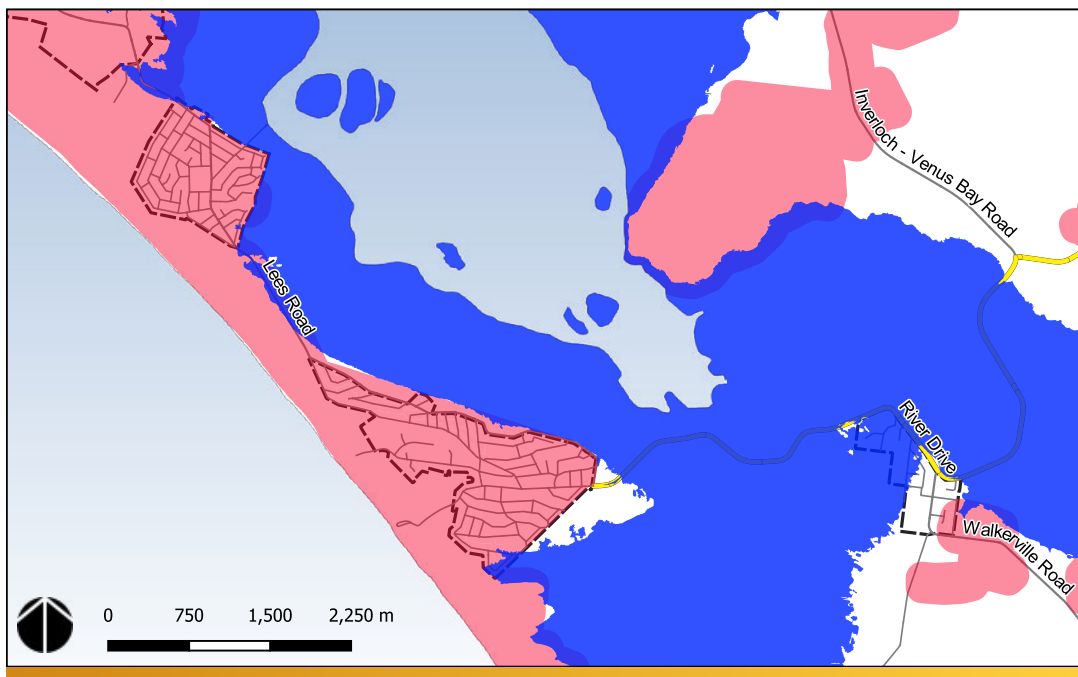 Inverloch - Venus Bay Road
Lees Road
River Drive
Walkerville Road
0 750 1,500 2,250 m